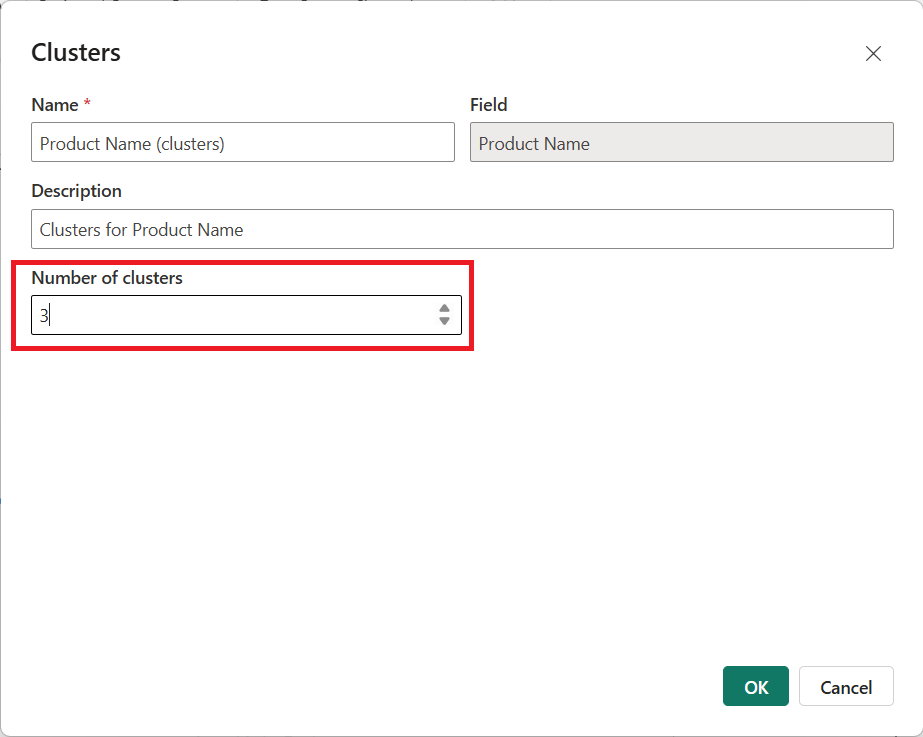 Clusters
Name *
Field
Product Name (clusters)
Product Name
Description
Clusters for Product Name
Number of clusters
3
OK
Cancel